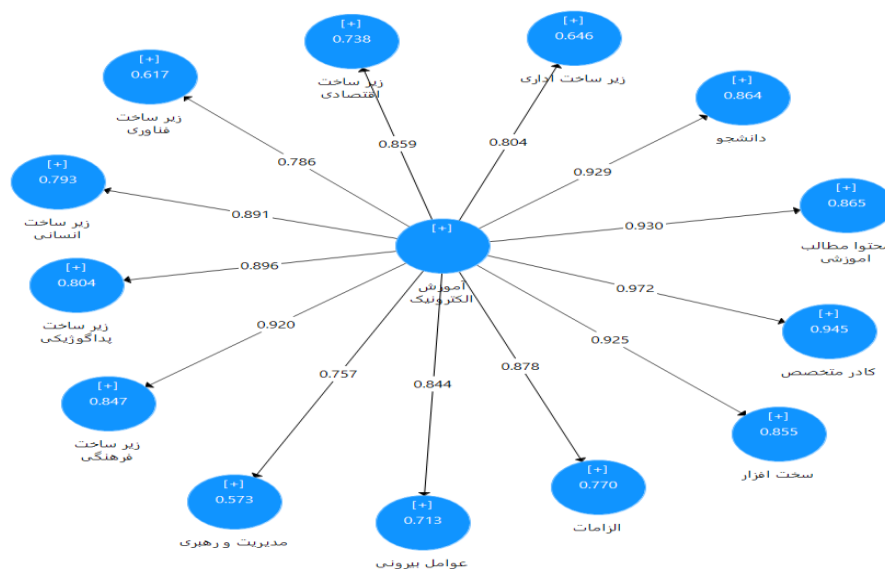 [+]
0.738
زیر ساخت
اقتصادی
[+]
0.646
زیر ساخت اداری
[+]
0.617
زیر ساخت
فناوری
[+]
0.864
دانشجو
0.859
0.804
0.786
0.929
[+]
0.793
زیر ساخت
انسانی
0.891
[+]
0.865
محتوا مطالب
اموزشی
0.930
[+]
آموزش
الکترونیک
[+]
0.804
زیر ساخت
پداگوژیکی
0.896
0.972
[+]
0.945
کادر متخصص
0.920
0.925
0.757
0.844
0.878
[+]
0.847
زیر ساخت
فرهنگی
[+]
0.855
سخت افزار
[+]
0.573
مدیریت و رهبری
[+]
0.713
عوامل بیرونی
[+]
0.770
الزامات